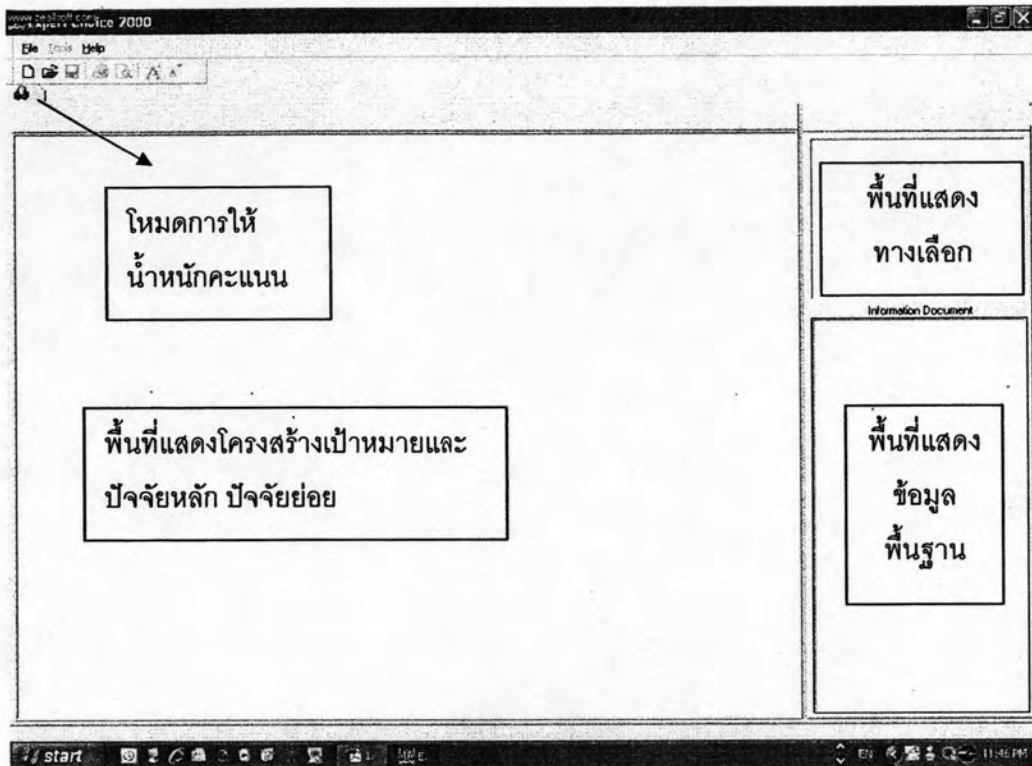 Expert Choice 2000
File Tools Help
โหมดการให้
น้ำหนักคะแนน
พื้นที่แสดงโครงสร้างเป้าหมายและ
ปัจจัยหลัก ปัจจัยย่อย
พื้นที่แสดง
ทางเลือก
Information Document
พื้นที่แสดง
ข้อมูล
พื้นฐาน
start
EN
11:46 PM